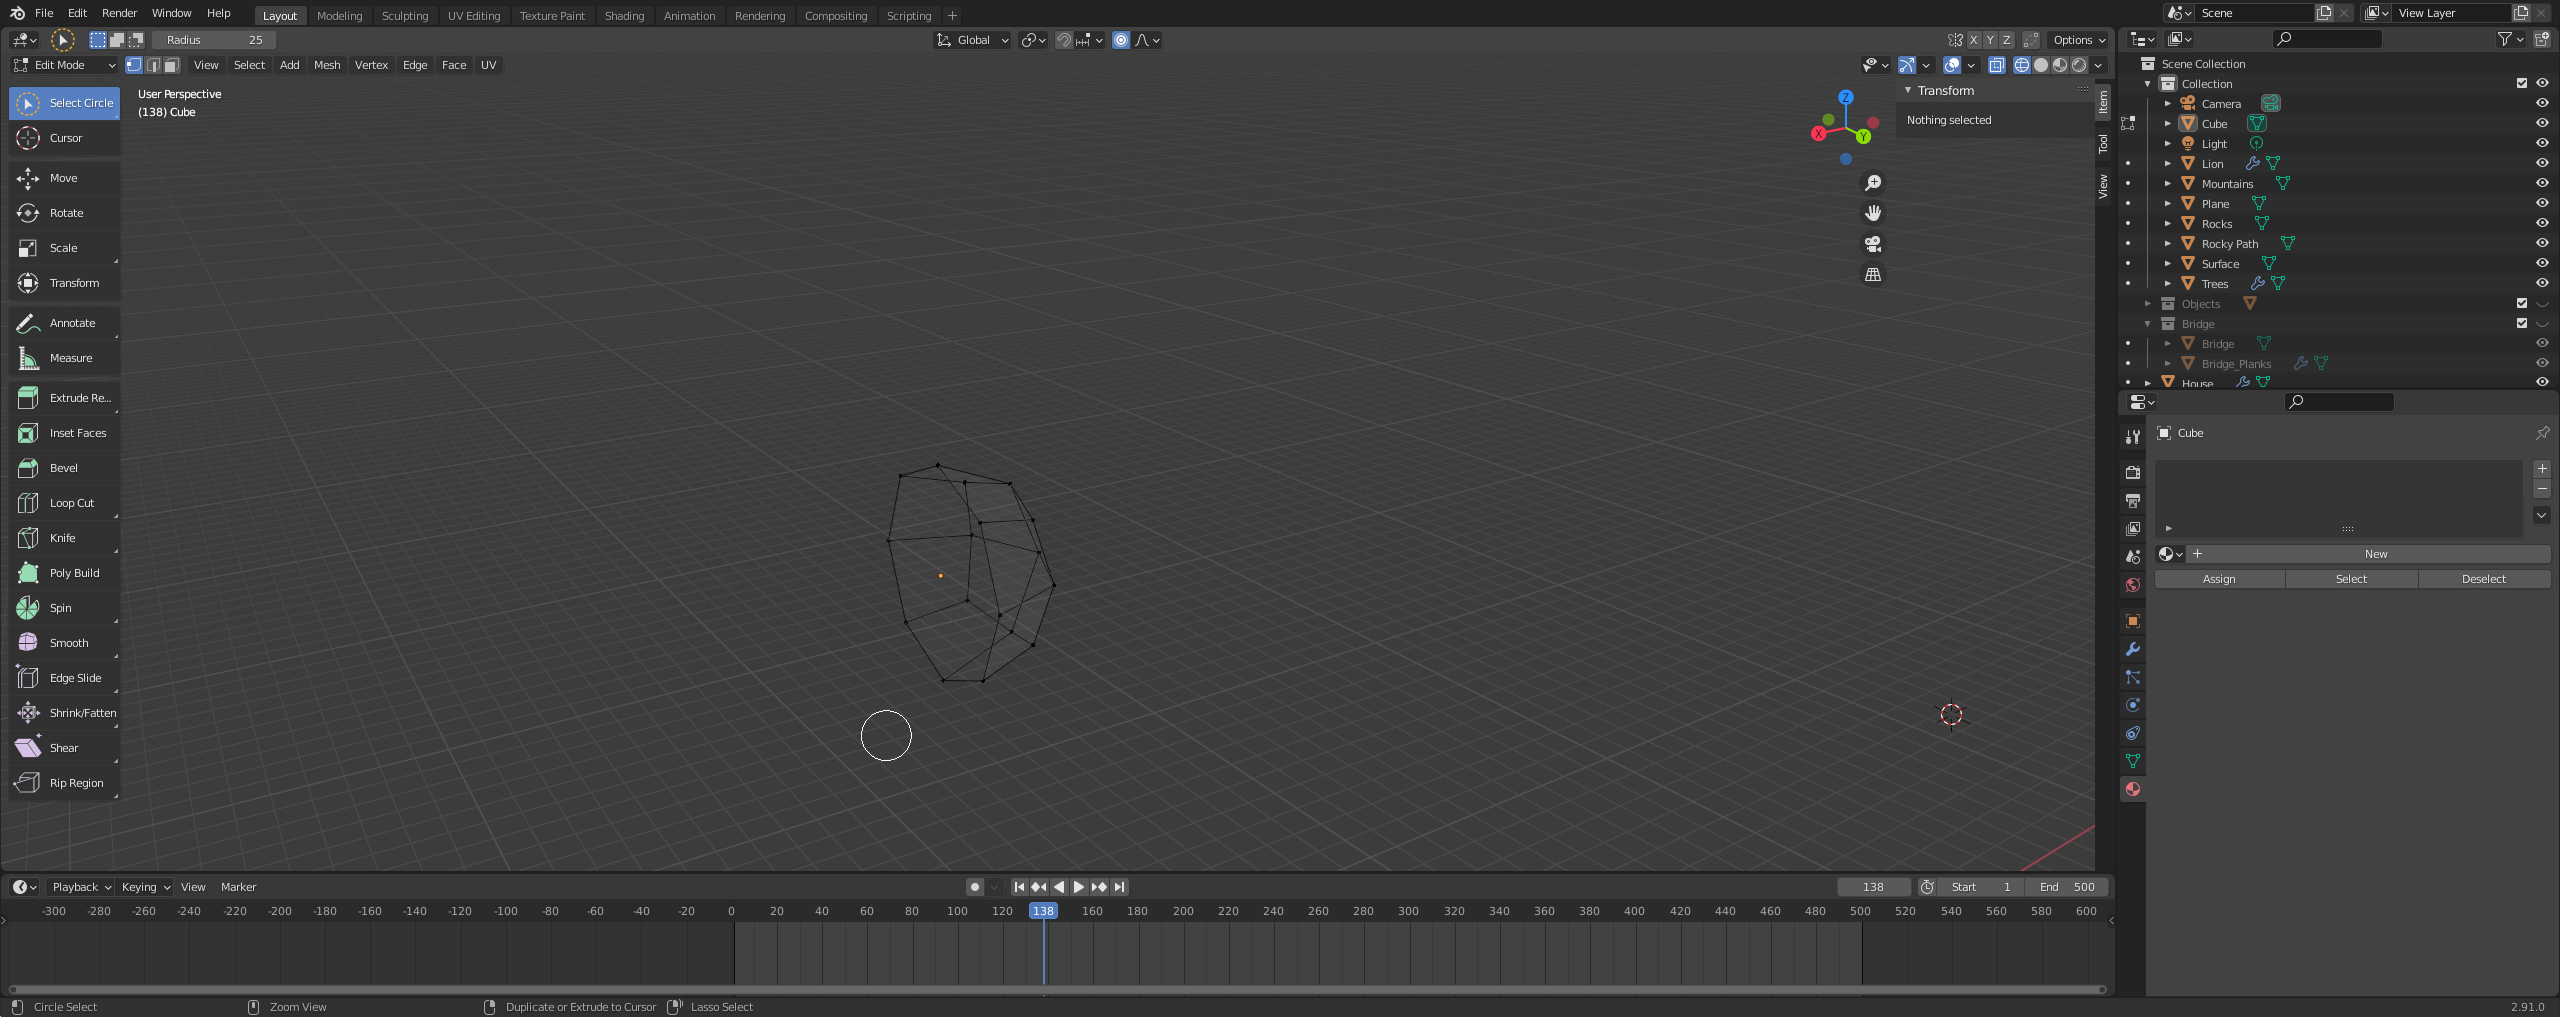 File Edit Render Window Help Layout Modeling Sculpting UV Editing Texture Paint Shading Animation Rendering Compositing Scripting + Scene View Layer
Radius 25 Global X Y Z Options
Edit Mode View Select Add Mesh Vertex Edge Face UV
User Perspective
(138) Cube
Select Circle
Cursor
Move
Rotate
Scale
Transform
Annotate
Measure
Extrude Re...
Inset Faces
Bevel
Loop Cut
Knife
Poly Build
Spin
Smooth
Edge Slide
Shrink/Fatten
Shear
Rip Region
Z
X
Y
Transform
Nothing selected
Item
Tool
View
Scene Collection
Collection
Camera
Cube
Light
Lion
Mountains
Plane
Rocks
Rocky Path
Surface
Trees
Objects
Bridge
Bridge
Bridge_Planks
House
Cube
New
Assign Select Deselect
Playback Keying View Marker 138 Start 1 End 500
-300 -280 -260 -240 -220 -200 -180 -160 -140 -120 -100 -80 -60 -40 -20 0 20 40 60 80 100 120 138 160 180 200 220 240 260 280 300 320 340 360 380 400 420 440 460 480 500 520 540 560 580 600
Circle Select Zoom View Duplicate or Extrude to Cursor Lasso Select 2.91.0